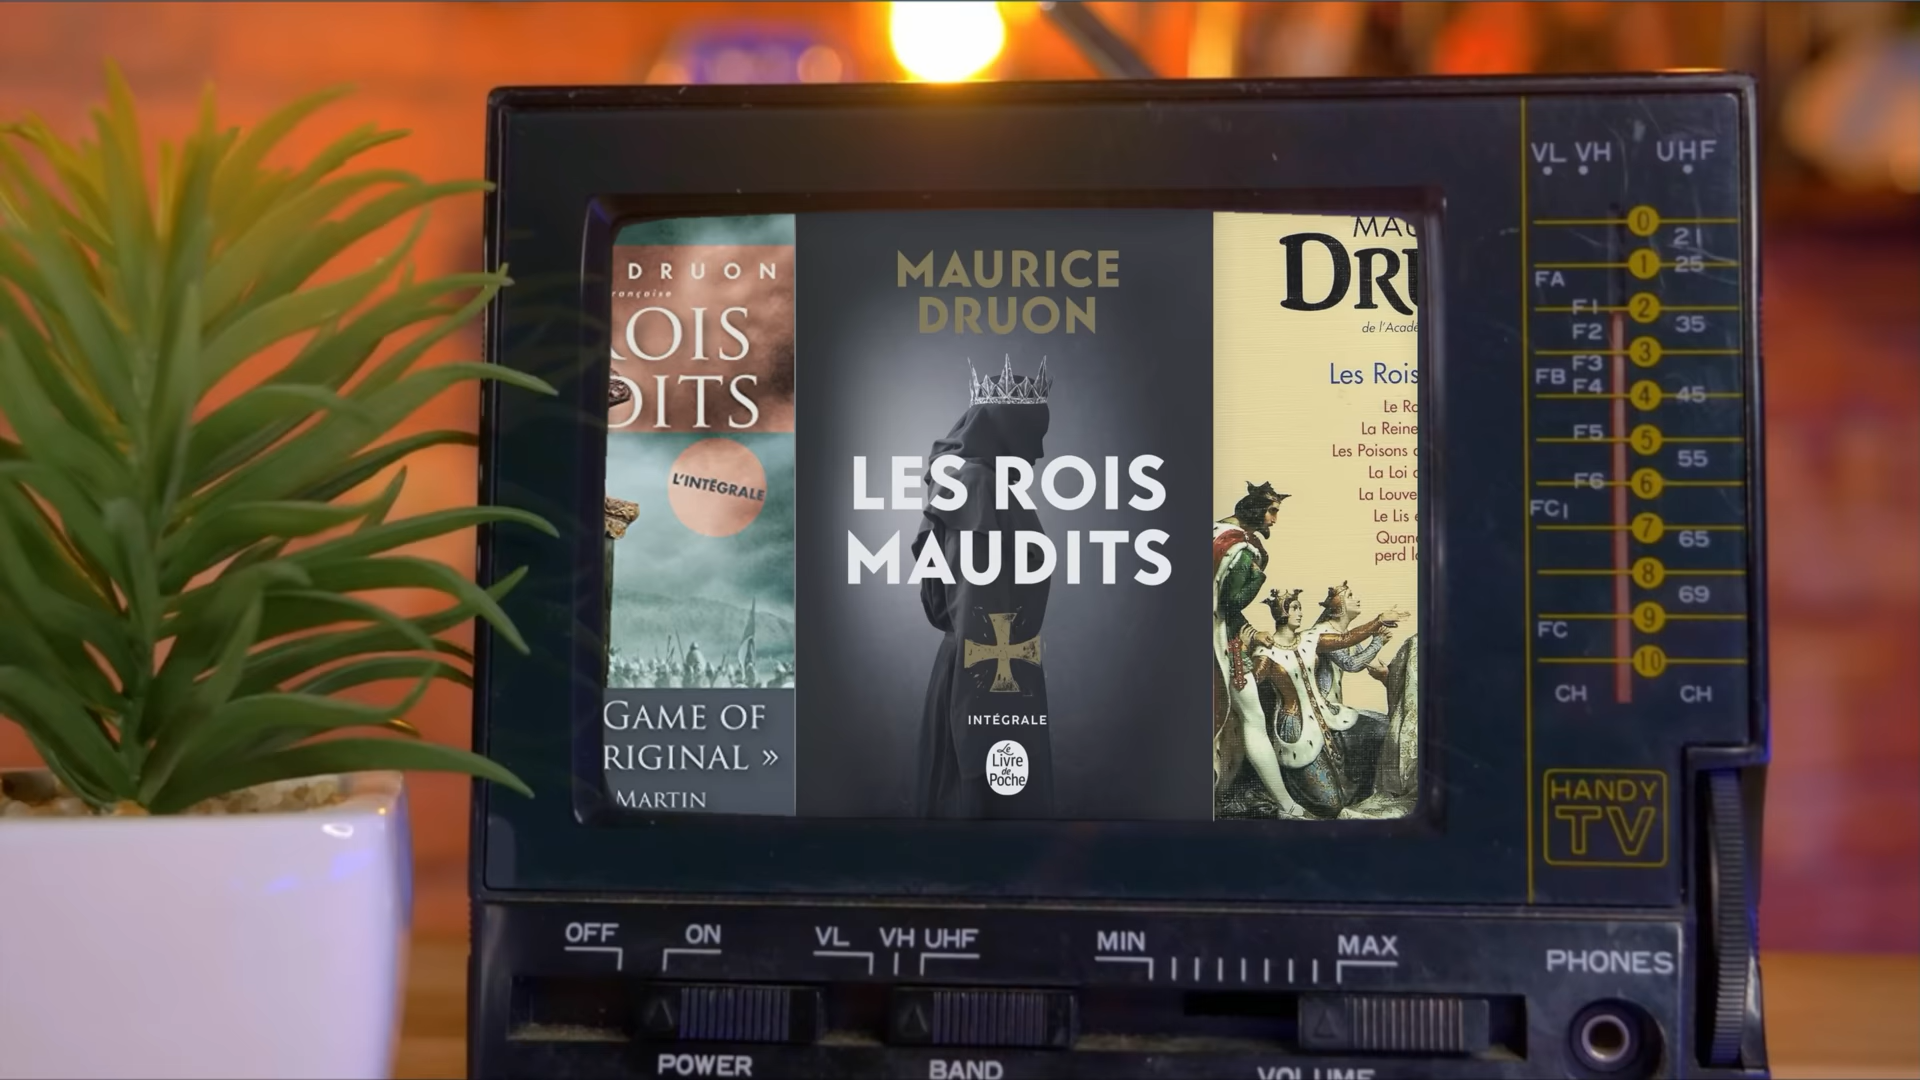 DRUON
rançaise
ROIS
DITS
L'INTÉGRALE
GAME OF
RIGINAL »
MARTIN
MAURICE
DRUON
LES ROIS
MAUDITS
INTÉGRALE
Le
Livre
de
Poche
MAU
DRU
de l'Acadé
Les Rois
Le Ro
La Reine
Les Poisons
La Loi
La Louve
Le Lis
Quan
perd l
VL VH UHF
0
21
1
25
FA
F1
2
F2
35
3
F3
FB
F4
4
45
F5
5
55
F6
6
FC1
7
65
8
69
9
FC
10
CH
CH
HANDY
TV
OFF ON
VL VH UHF
MIN MAX
PHONES
POWER
BAND
VOLUME